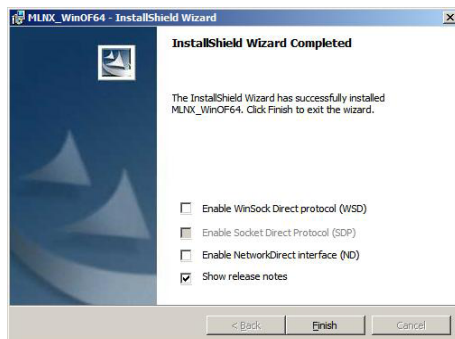 MLNX_WinOF64 - InstallShield Wizard
InstallShield Wizard Completed
The InstallShield Wizard has successfully installed
MLNX_WinOF64. Click Finish to exit the wizard.
Enable WinSock Direct protocol (WSD)
Enable Socket Direct Protocol (SDP)
Enable NetworkDirect interface (ND)
Show release notes
< Back
Finish
Cancel